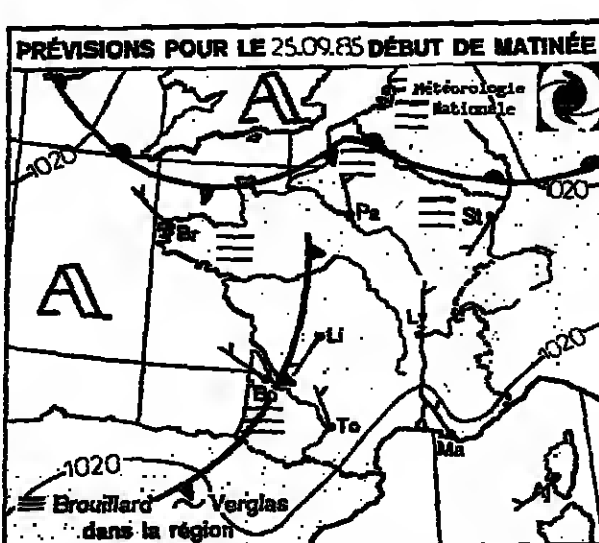 PRÉVISIONS POUR LE 25.09.85 DÉBUT DE MATINÉE
A
Météorologie
Nationale
1020
1020
Pa
St
Br
A
Li
L
1020
Bo
To
Ma
1020
Aj
Brouillard
Verglas
dans la région